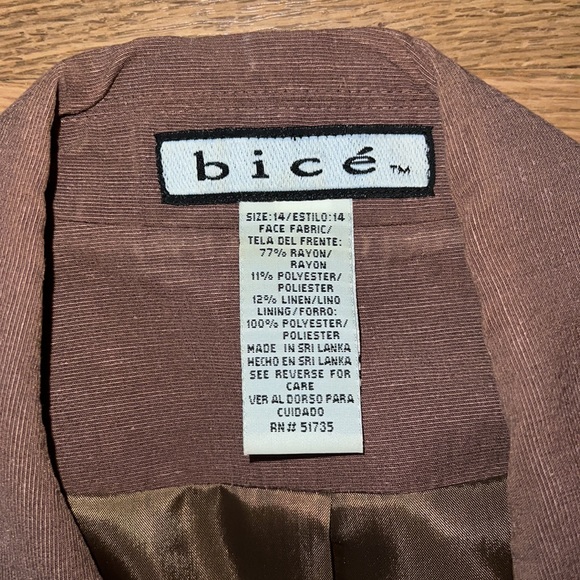 bicé™
SIZE:14/ESTILO:14
FACE FABRIC/
TELA DEL FRENTE:
77% RAYON/
RAYON
11% POLYESTER/
POLIESTER
12% LINEN/LINO
LINING/FORRO:
100% POLYESTER/
POLIESTER
MADE IN SRI LANKA
HECHO EN SRI LANKA
SEE REVERSE FOR
CARE
VER AL DORSO PARA
CUIDADO
RN# 51735